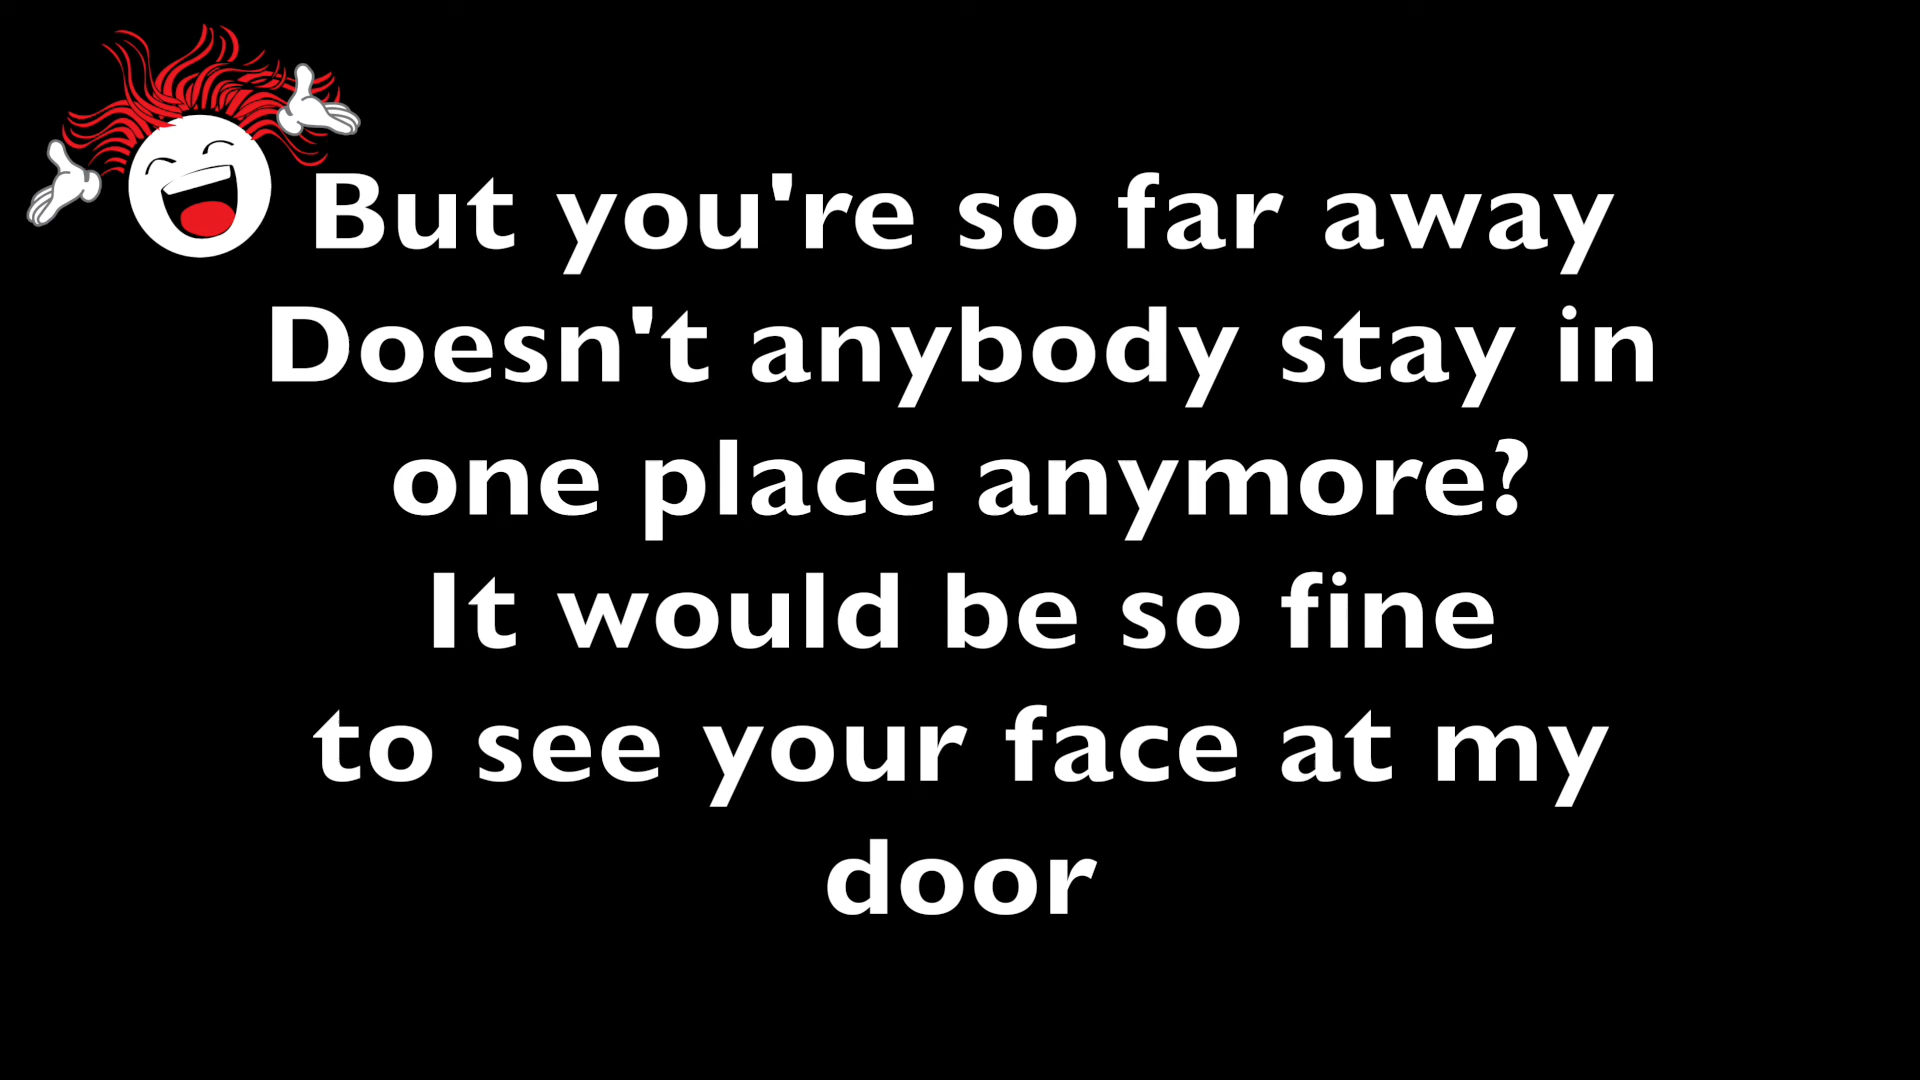 But you're so far away
Doesn't anybody stay in
one place anymore?
It would be so fine
to see your face at my
door